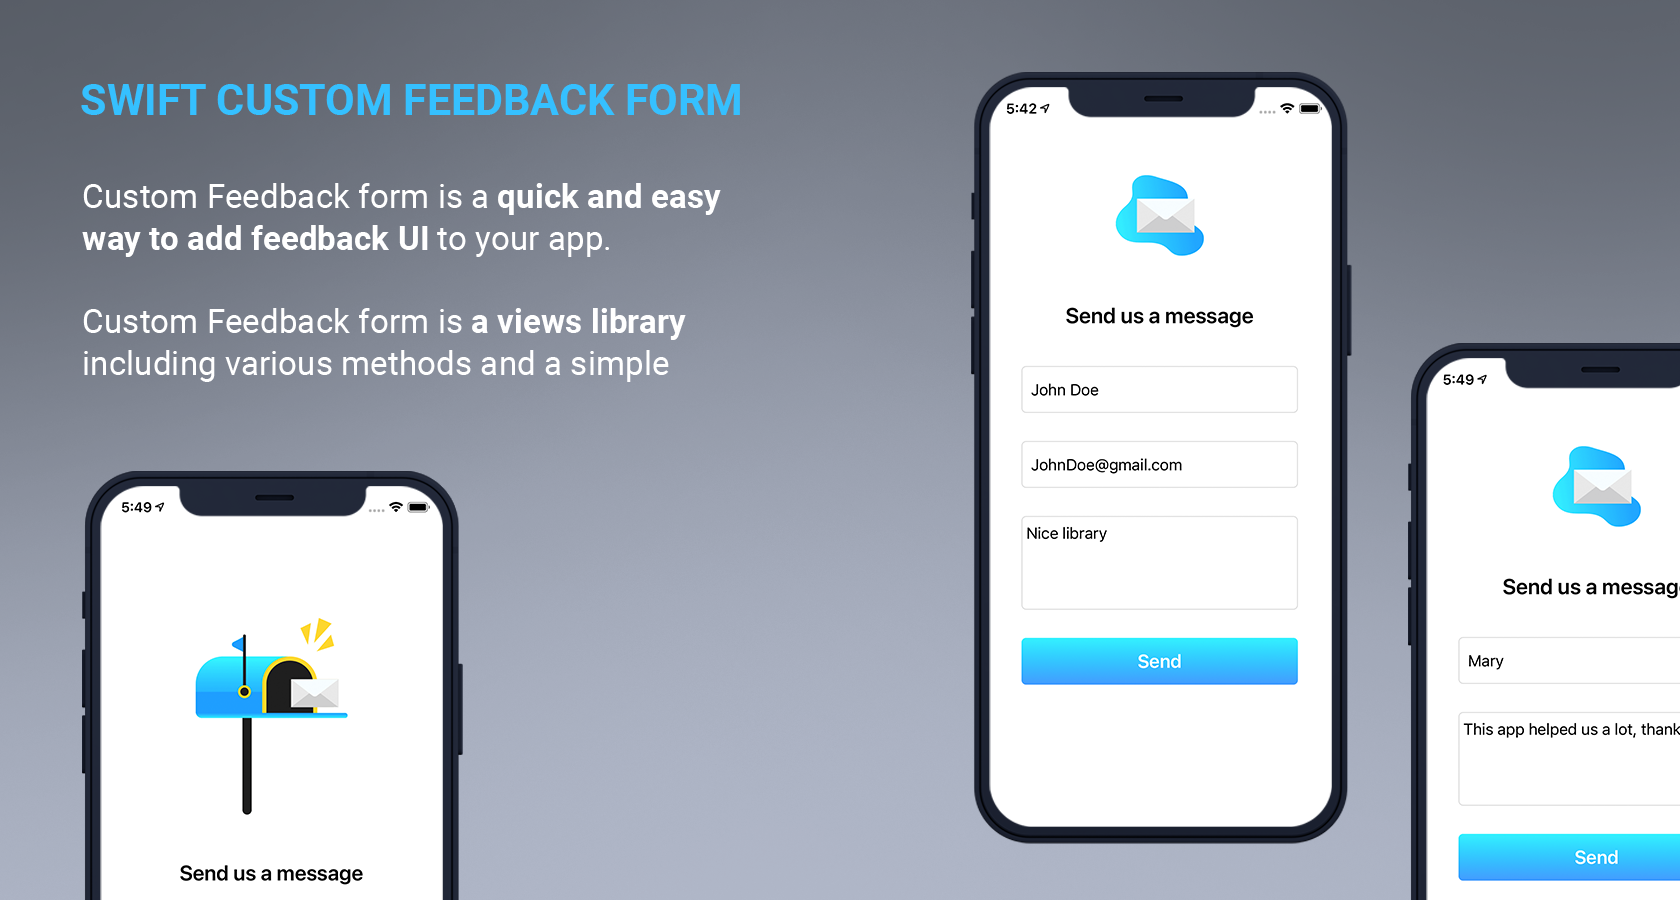 SWIFT CUSTOM FEEDBACK FORM
Custom Feedback form is a quick and easy
way to add feedback UI to your app.
Custom Feedback form is a views library
including various methods and a simple
5:49
Send us a message
5:42
Send us a message
John Doe
JohnDoe@gmail.com
Nice library
Send
5:49
Send us a messag
Mary
This app helped us a lot, thank
Send